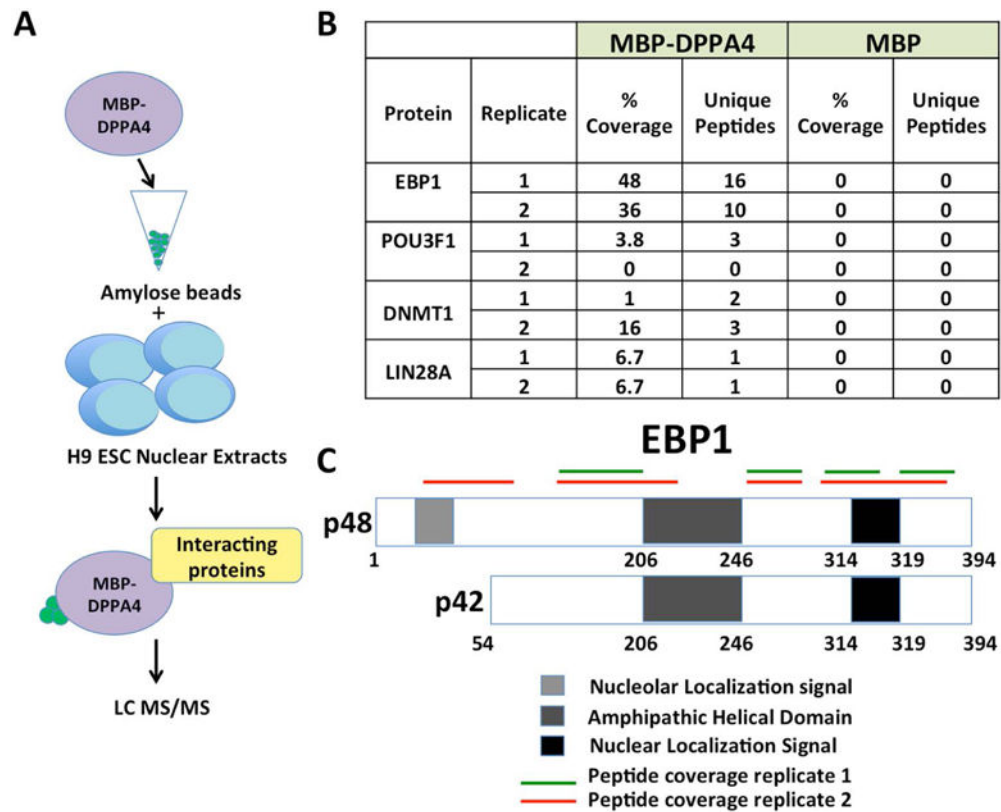 A
MBP-
DPPA4
Amylose beads
+
H9 ESC Nuclear Extracts
Interacting
proteins
MBP-
DPPA4
LC MS/MS
B
MBP-DPPA4 MBP
Protein Replicate % Coverage Unique Peptides % Coverage Unique Peptides
EBP1 1 48 16 0 0
2 36 10 0 0
POU3F1 1 3.8 3 0 0
2 0 0 0 0
DNMT1 1 1 2 0 0
2 16 3 0 0
LIN28A 1 6.7 1 0 0
2 6.7 1 0 0
C
EBP1
p48
1 206 246 314 319 394
p42
54 206 246 314 319 394
Nucleolar Localization signal
Amphipathic Helical Domain
Nuclear Localization Signal
Peptide coverage replicate 1
Peptide coverage replicate 2